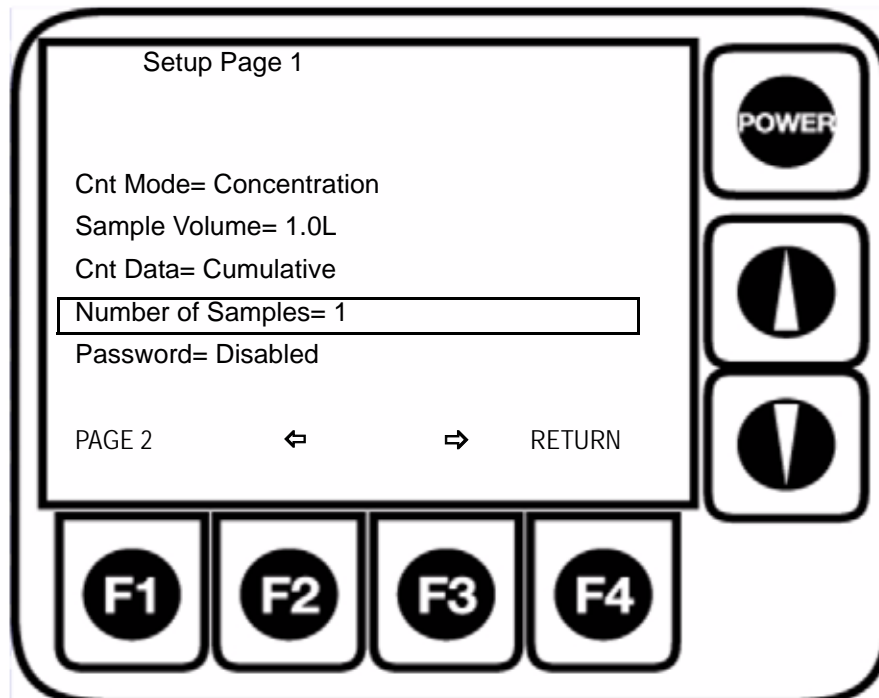 Setup Page 1
POWER
Cnt Mode= Concentration
Sample Volume= 1.0L
Cnt Data= Cumulative
Number of Samples= 1
Password= Disabled
PAGE 2 ⇦ ⇨ RETURN
F1 F2 F3 F4